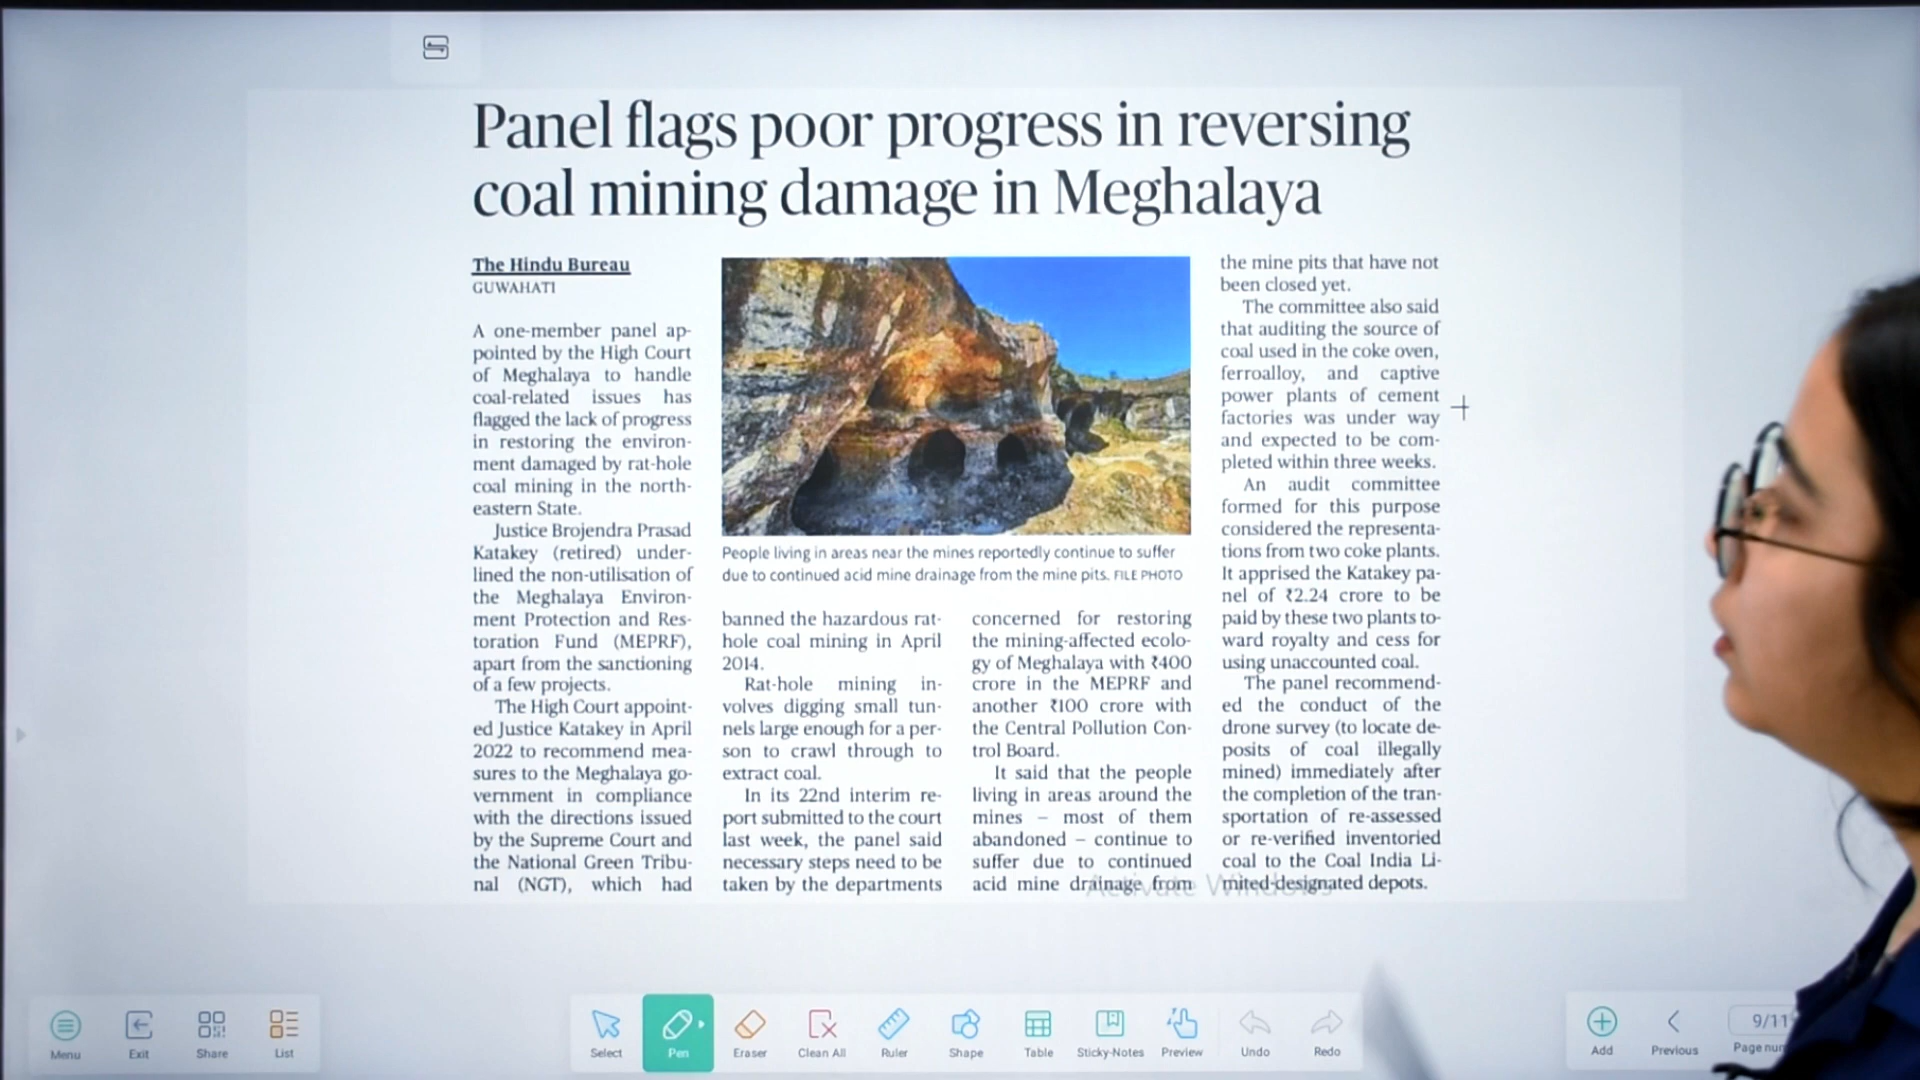 Panel flags poor progress in reversing
coal mining damage in Meghalaya
The Hindu Bureau
GUWAHATI
A one-member panel ap-
pointed by the High Court
of Meghalaya to handle
coal-related issues has
flagged the lack of progress
in restoring the environ-
ment damaged by rat-hole
coal mining in the north-
eastern State.
Justice Brojendra Prasad
Katakey (retired) under-
lined the non-utilisation of
the Meghalaya Environ-
ment Protection and Res-
toration Fund (MEPRF),
apart from the sanctioning
of a few projects.
The High Court appoint-
ed Justice Katakey in April
2022 to recommend mea-
sures to the Meghalaya go-
vernment in compliance
with the directions issued
by the Supreme Court and
the National Green Tribu-
nal (NGT), which had
People living in areas near the mines reportedly continue to suffer
due to continued acid mine drainage from the mine pits. FILE PHOTO
banned the hazardous rat-
hole coal mining in April
2014.
Rat-hole mining in-
volves digging small tun-
nels large enough for a per-
son to crawl through to
extract coal.
In its 22nd interim re-
port submitted to the court
last week, the panel said
necessary steps need to be
taken by the departments
concerned for restoring
the mining-affected ecolo-
gy of Meghalaya with ₹400
crore in the MEPRF and
another ₹100 crore with
the Central Pollution Con-
trol Board.
It said that the people
living in areas around the
mines – most of them
abandoned – continue to
suffer due to continued
acid mine drainage from
the mine pits that have not
been closed yet.
The committee also said
that auditing the source of
coal used in the coke oven,
ferroalloy, and captive
power plants of cement
factories was under way
and expected to be com-
pleted within three weeks.
An audit committee
formed for this purpose
considered the representa-
tions from two coke plants.
It apprised the Katakey pa-
nel of ₹2.24 crore to be
paid by these two plants to-
ward royalty and cess for
using unaccounted coal.
The panel recommend-
ed the conduct of the
drone survey (to locate de-
posits of coal illegally
mined) immediately after
the completion of the tran-
sportation of re-assessed
or re-verified inventoried
coal to the Coal India Li-
mited-designated depots.
Activate Windows
Menu
Exit
Share
List
Select
Pen
Eraser
Clean All
Ruler
Shape
Table
Sticky-Notes
Preview
Undo
Redo
Add
Previous
9/11
Page